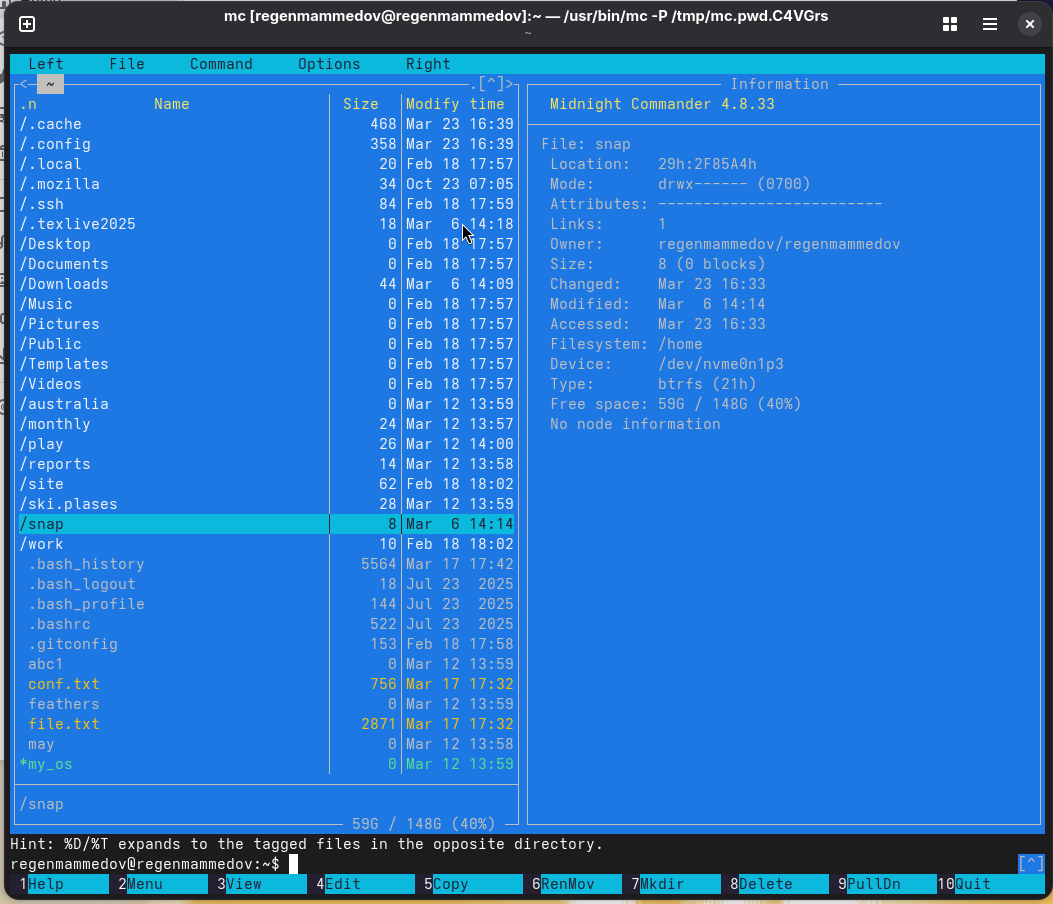 mc [regenmammedov@regenmammedov]:~ — /usr/bin/mc -P /tmp/mc.pwd.C4VGrs
~
Left File Command Options Right
<- ~ .[^]> Information
.n Name Size Modify time Midnight Commander 4.8.33
/.cache 468 Mar 23 16:39
/.config 358 Mar 23 16:39 File: snap
/.local 20 Feb 18 17:57 Location: 29h:2F85A4h
/.mozilla 34 Oct 23 07:05 Mode: drwx------ (0700)
/.ssh 84 Feb 18 17:59 Attributes: -------------------------
/.texlive2025 18 Mar 6 14:18 Links: 1
/Desktop 0 Feb 18 17:57 Owner: regenmammedov/regenmammedov
/Documents 0 Feb 18 17:57 Size: 8 (0 blocks)
/Downloads 44 Mar 6 14:09 Changed: Mar 23 16:33
/Music 0 Feb 18 17:57 Modified: Mar 6 14:14
/Pictures 0 Feb 18 17:57 Accessed: Mar 23 16:33
/Public 0 Feb 18 17:57 Filesystem: /home
/Templates 0 Feb 18 17:57 Device: /dev/nvme0n1p3
/Videos 0 Feb 18 17:57 Type: btrfs (21h)
/australia 0 Mar 12 13:59 Free space: 59G / 148G (40%)
/monthly 24 Mar 12 13:57 No node information
/play 26 Mar 12 14:00
/reports 14 Mar 12 13:58
/site 62 Feb 18 18:02
/ski.plases 28 Mar 12 13:59
/snap 8 Mar 6 14:14
/work 10 Feb 18 18:02
.bash_history 5564 Mar 17 17:42
.bash_logout 18 Jul 23 2025
.bash_profile 144 Jul 23 2025
.bashrc 522 Jul 23 2025
.gitconfig 153 Feb 18 17:58
abc1 0 Mar 12 13:59
conf.txt 756 Mar 17 17:32
feathers 0 Mar 12 13:59
file.txt 2871 Mar 17 17:32
may 0 Mar 12 13:58
*my_os 0 Mar 12 13:59
/snap
59G / 148G (40%)
Hint: %D/%T expands to the tagged files in the opposite directory.
regenmammedov@regenmammedov:~$ [^]
1Help 2Menu 3View 4Edit 5Copy 6RenMov 7Mkdir 8Delete 9PullDn 10Quit